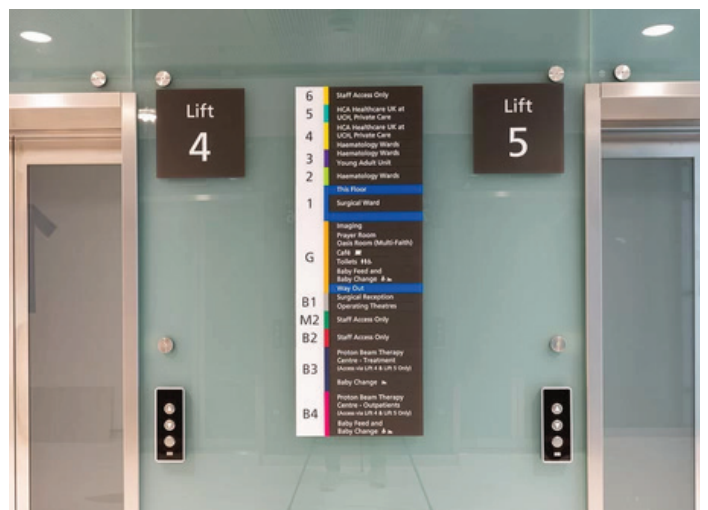 Lift
4
Lift
5
6 Staff Access Only
5 HCA Healthcare UK at
UCH, Private Care
4 HCA Healthcare UK at
UCH, Private Care
Haematology Wards
3 Haematology Wards
Young Adult Unit
2 Haematology Wards
This Floor
1 Surgical Ward
Imaging
Prayer Room
Oasis Room (Multi-Faith)
G Café
Toilets
Baby Feed and
Baby Change
Way Out
B1 Surgical Reception
Operating Theatres
M2 Staff Access Only
B2 Staff Access Only
B3 Proton Beam Therapy
Centre - Treatment
(Access via Lift 4 & Lift 5 Only)
Baby Change
B4 Proton Beam Therapy
Centre - Outpatients
(Access via Lift 4 & Lift 5 Only)
Baby Feed and
Baby Change